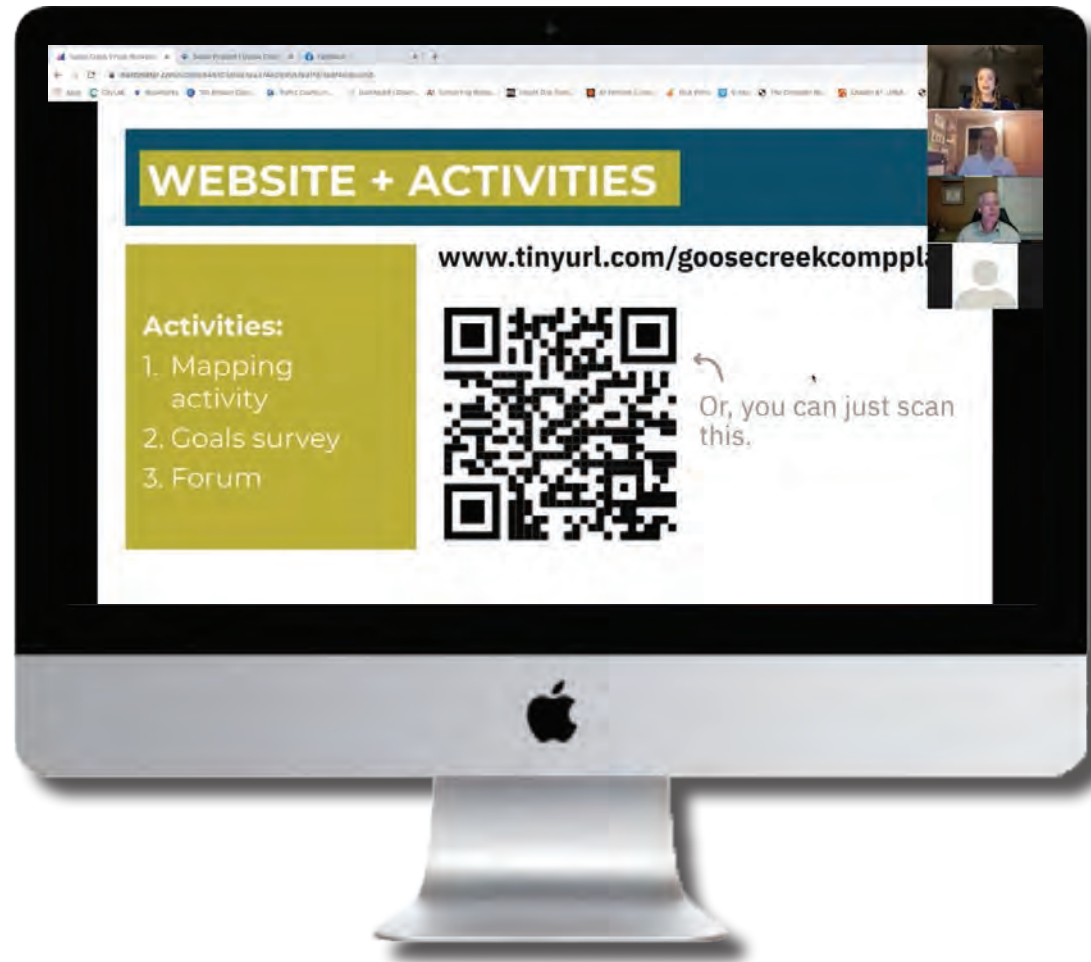 WEBSITE + ACTIVITIES
www.tinyurl.com/goosecreekcomppla
Activities:
1. Mapping
activity
2. Goals survey
3. Forum
Or, you can just scan
this.